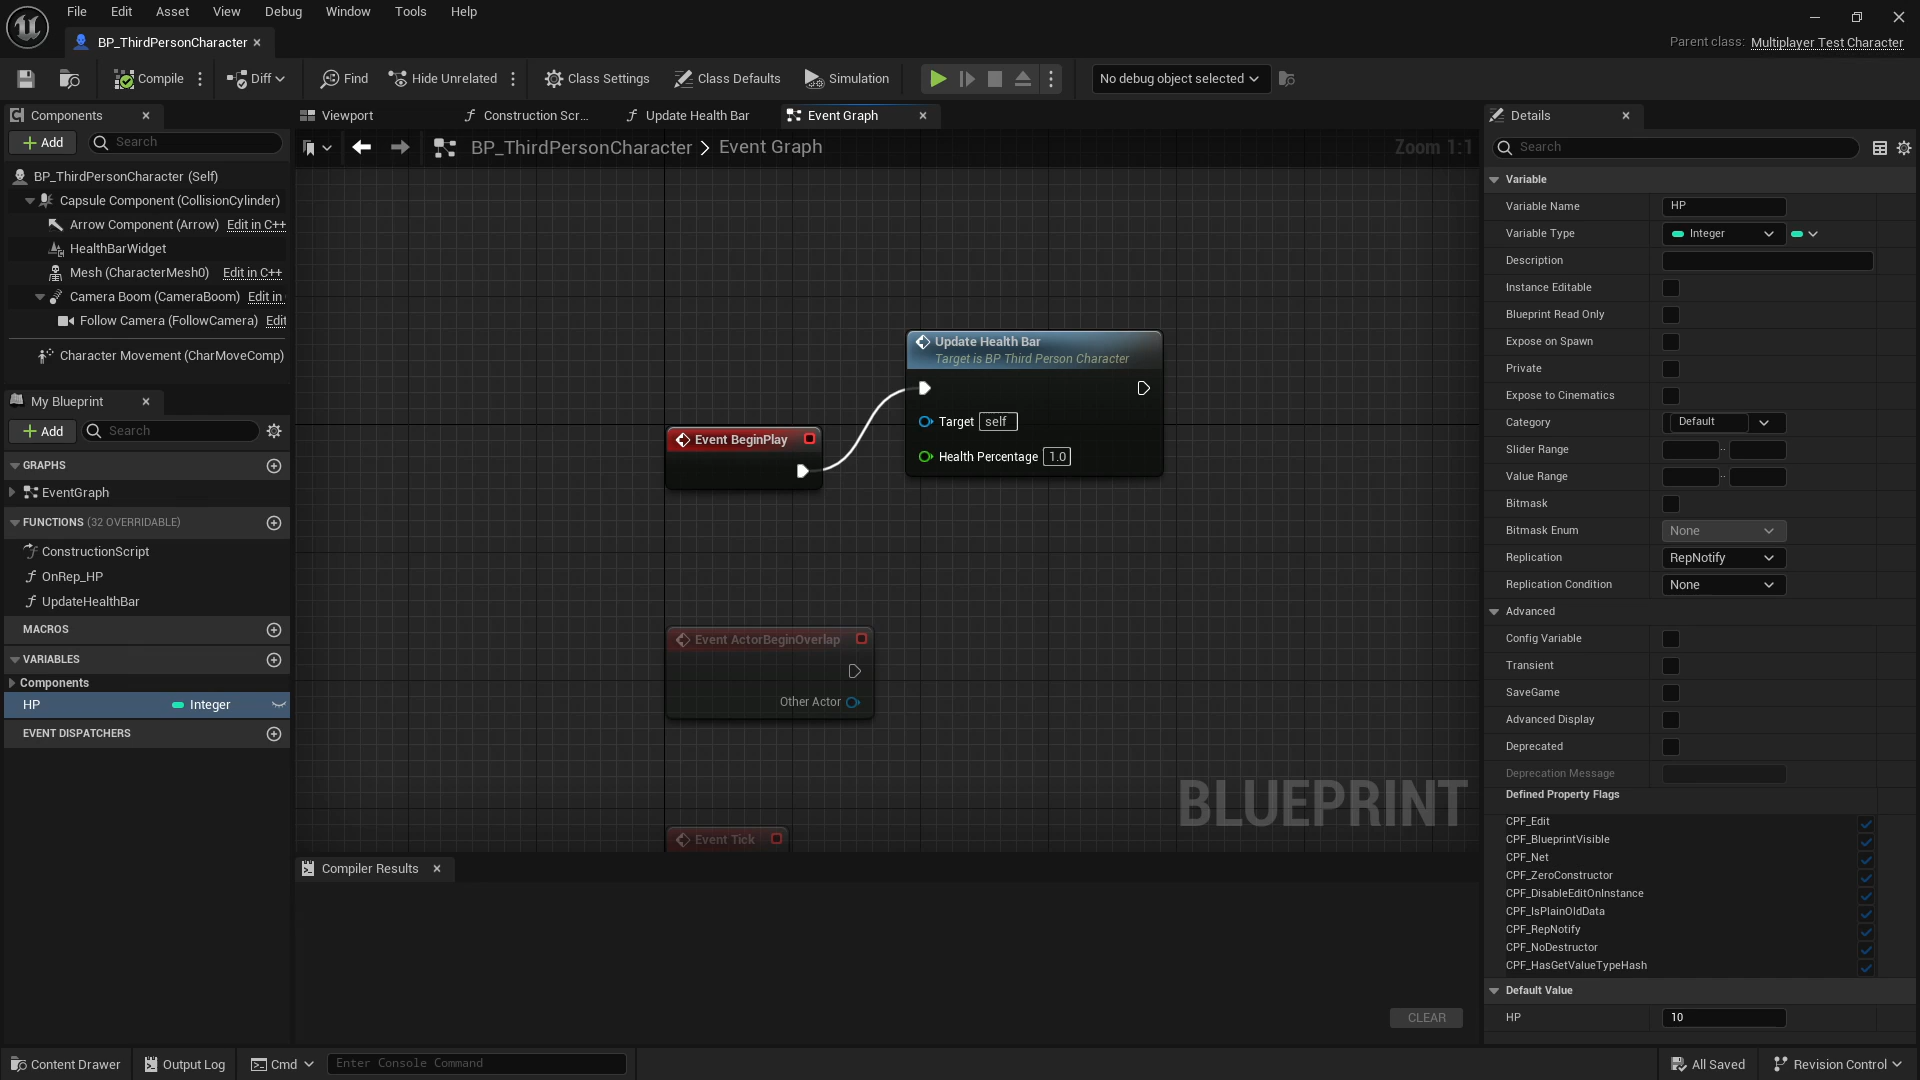 File Edit Asset View Debug Window Tools Help
BP_ThirdPersonCharacter
Parent class: Multiplayer Test Character
Compile Diff Find Hide Unrelated Class Settings Class Defaults Simulation No debug object selected
Components
Add Search
BP_ThirdPersonCharacter (Self)
Capsule Component (CollisionCylinder)
Arrow Component (Arrow) Edit in C++
HealthBarWidget
Mesh (CharacterMesh0) Edit in C++
Camera Boom (CameraBoom) Edit in
Follow Camera (FollowCamera) Edit
Character Movement (CharMoveComp)
My Blueprint
Add Search
GRAPHS
EventGraph
FUNCTIONS (32 OVERRIDABLE)
ConstructionScript
OnRep_HP
UpdateHealthBar
MACROS
VARIABLES
Components
HP Integer
EVENT DISPATCHERS
Viewport Construction Scr... Update Health Bar Event Graph
BP_ThirdPersonCharacter > Event Graph
Zoom 1:1
Update Health Bar
Target is BP Third Person Character
Target self
Health Percentage 1.0
Event BeginPlay
Event ActorBeginOverlap
Other Actor
Event Tick
BLUEPRINT
Compiler Results
CLEAR
Details
Search
Variable
Variable Name HP
Variable Type Integer
Description
Instance Editable
Blueprint Read Only
Expose on Spawn
Private
Expose to Cinematics
Category Default
Slider Range ..
Value Range ..
Bitmask
Bitmask Enum None
Replication RepNotify
Replication Condition None
Advanced
Config Variable
Transient
SaveGame
Advanced Display
Deprecated
Deprecation Message
Defined Property Flags
CPF_Edit
CPF_BlueprintVisible
CPF_Net
CPF_ZeroConstructor
CPF_DisableEditOnInstance
CPF_IsPlainOldData
CPF_RepNotify
CPF_NoDestructor
CPF_HasGetValueTypeHash
Default Value
HP 10
Content Drawer Output Log Cmd Enter Console Command All Saved Revision Control